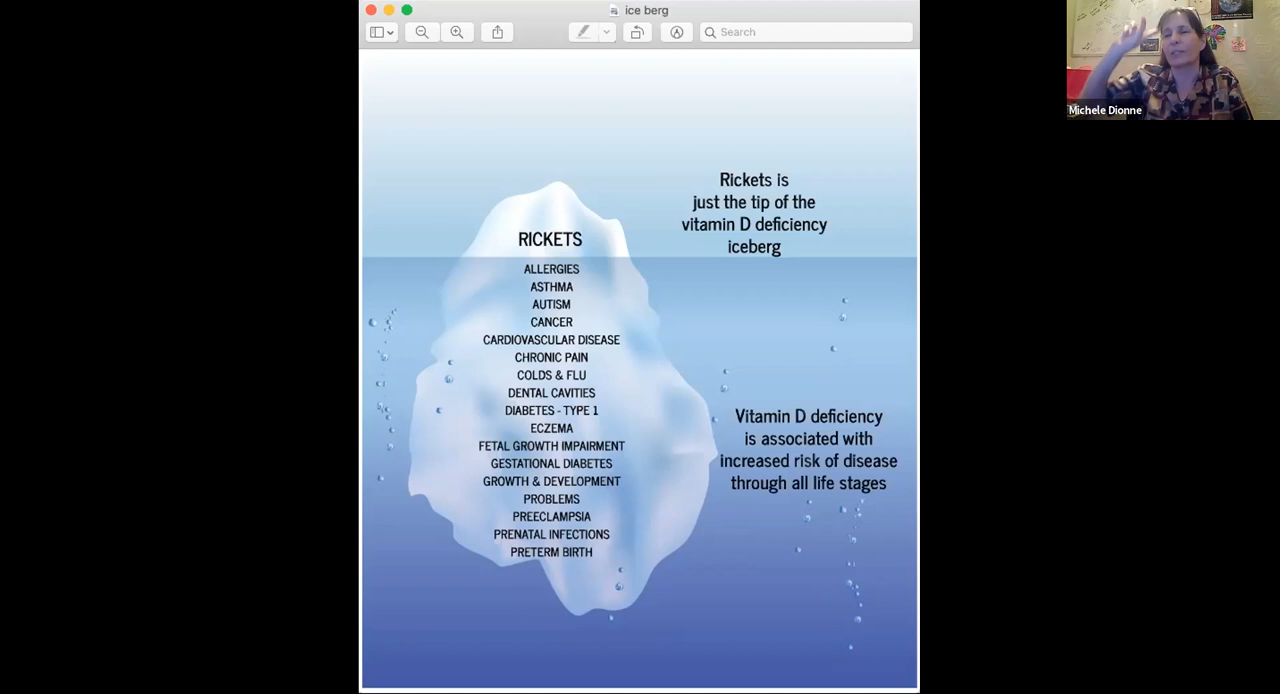 ice berg
Search
Michele Dionne
Rickets is
just the tip of the
vitamin D deficiency
iceberg
RICKETS
ALLERGIES
ASTHMA
AUTISM
CANCER
CARDIOVASCULAR DISEASE
CHRONIC PAIN
COLDS & FLU
DENTAL CAVITIES
DIABETES - TYPE 1
ECZEMA
FETAL GROWTH IMPAIRMENT
GESTATIONAL DIABETES
GROWTH & DEVELOPMENT
PROBLEMS
PREECLAMPSIA
PRENATAL INFECTIONS
PRETERM BIRTH
Vitamin D deficiency
is associated with
increased risk of disease
through all life stages